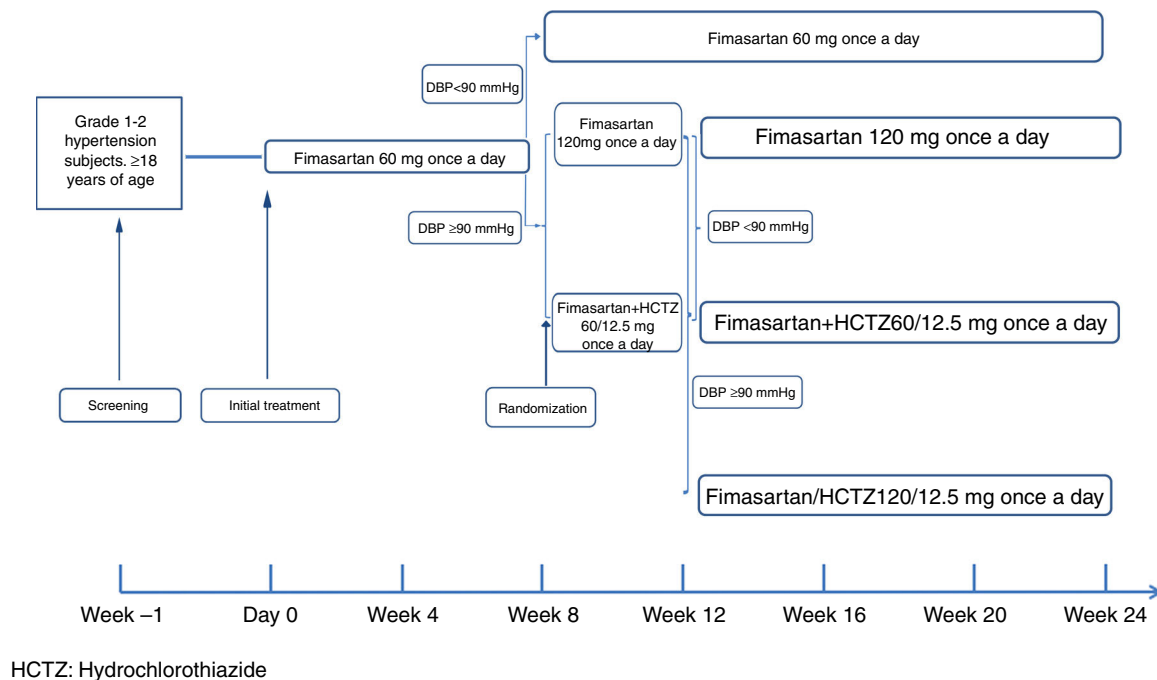 Fimasartan 60 mg once a day
DBP<90 mmHg
Grade 1-2
hypertension
subjects. ≥18
years of age
Fimasartan 60 mg once a day
Fimasartan
120mg once a day
Fimasartan 120 mg once a day
DBP ≥90 mmHg
DBP <90 mmHg
Fimasartan+HCTZ
60/12.5 mg
once a day
Fimasartan+HCTZ60/12.5 mg once a day
Screening
Initial treatment
Randomization
DBP ≥90 mmHg
Fimasartan/HCTZ120/12.5 mg once a day
Week –1
Day 0
Week 4
Week 8
Week 12
Week 16
Week 20
Week 24
HCTZ: Hydrochlorothiazide